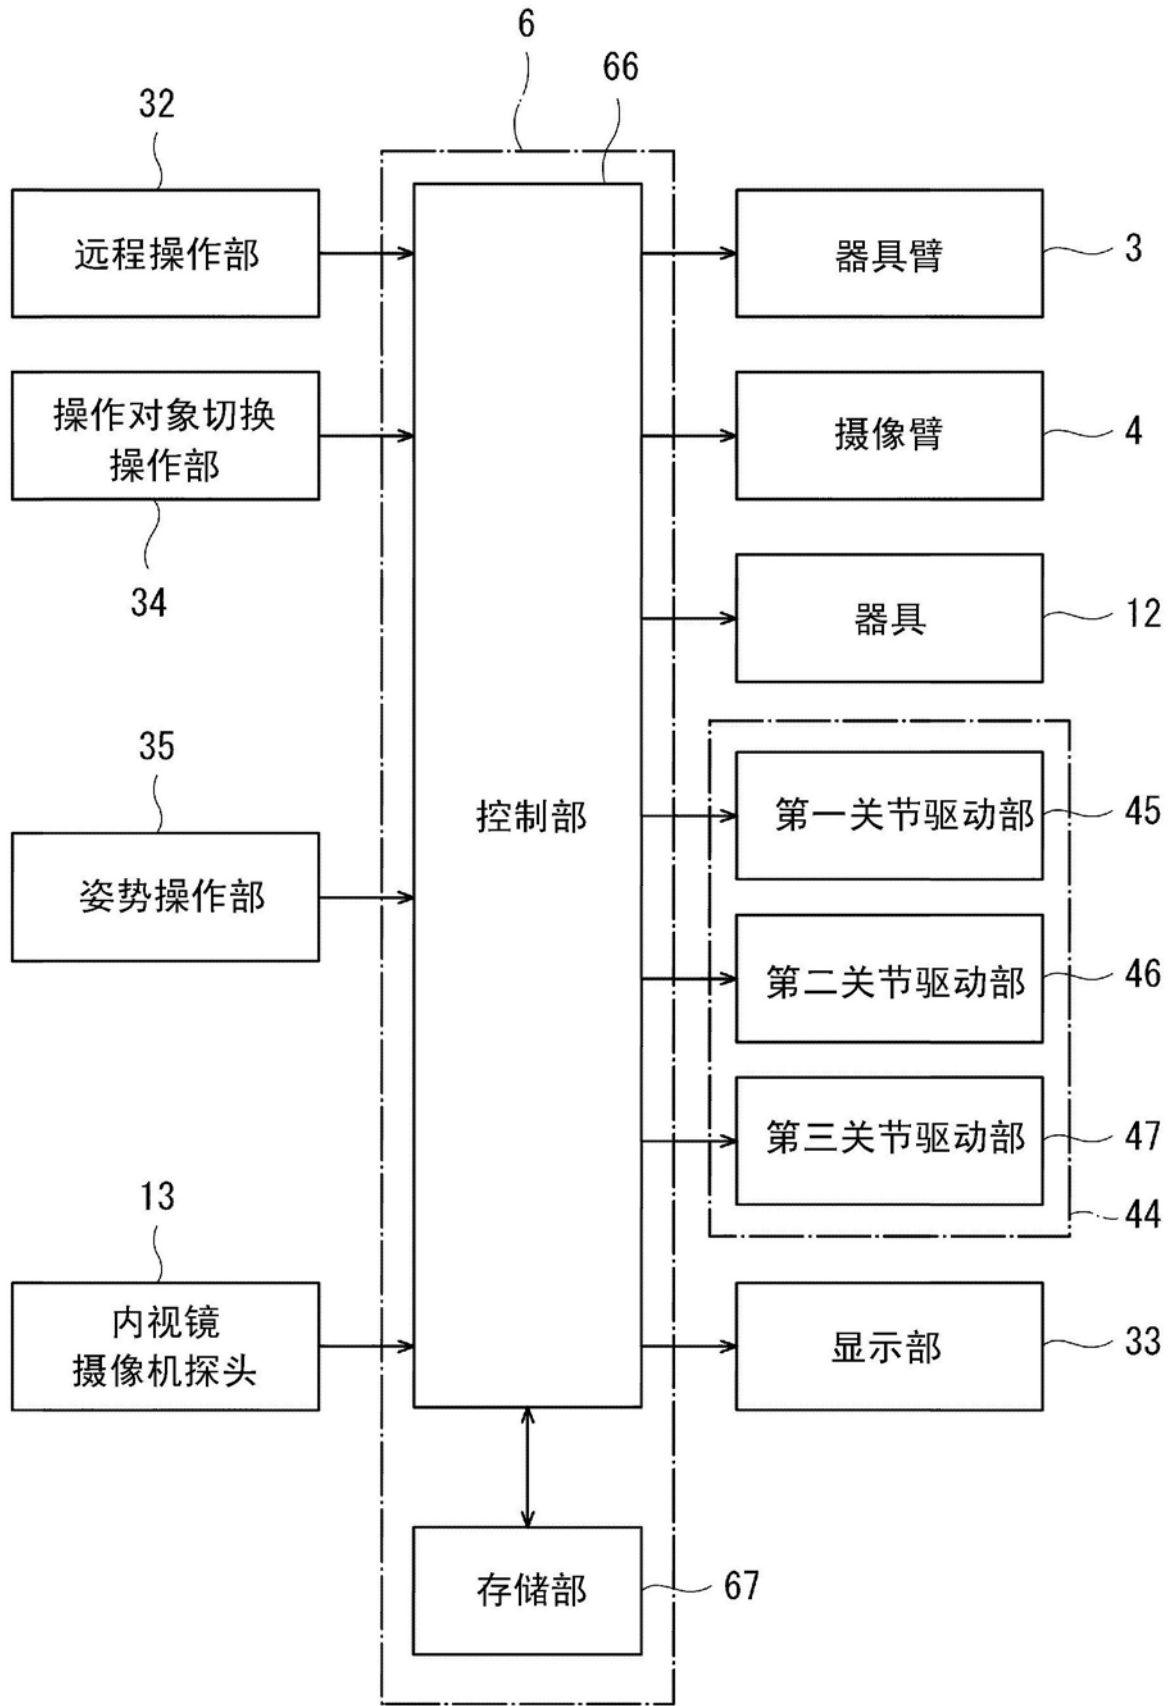 6
66
32
远程操作部
器具臂
3
操作对象切换
操作部
34
摄像臂
4
器具
12
35
姿势操作部
控制部
第一关节驱动部
45
第二关节驱动部
46
第三关节驱动部
47
44
13
内视镜
摄像机探头
显示部
33
存储部
67